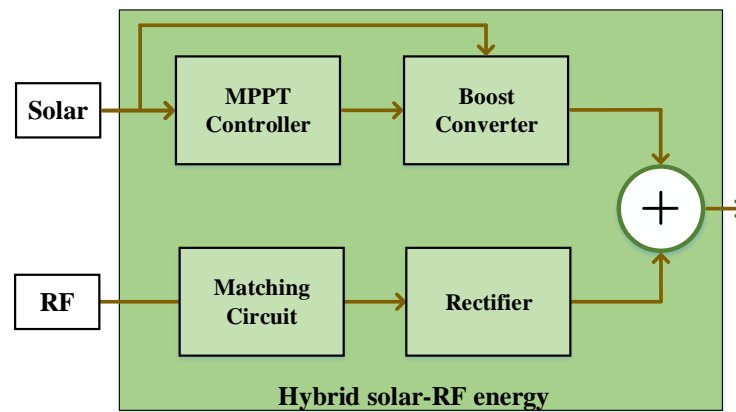 Solar
MPPT
Controller
Boost
Converter
+
RF
Matching
Circuit
Rectifier
Hybrid solar-RF energy